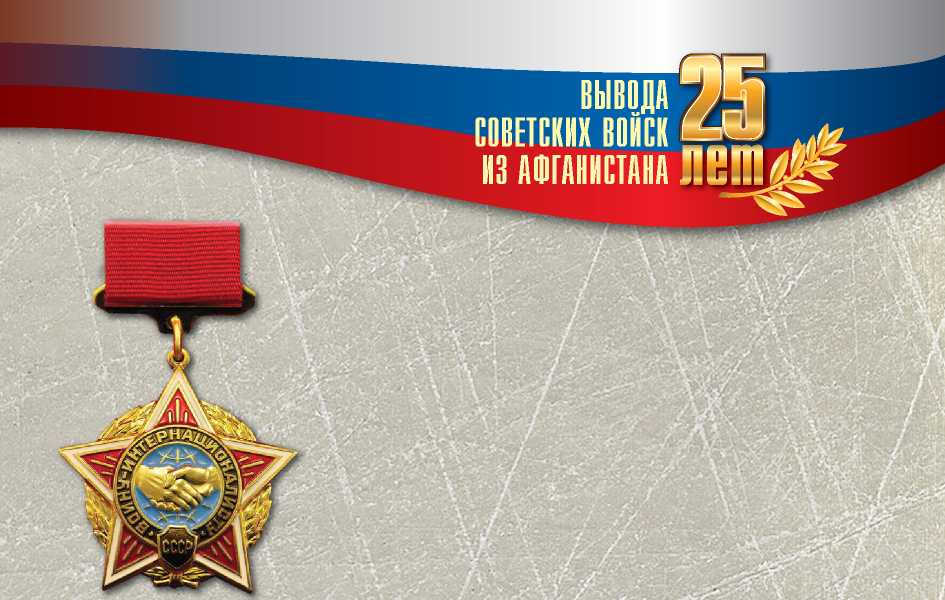 25
лет
ВЫВОДА
СОВЕТСКИХ ВОЙСК
ИЗ АФГАНИСТАНА
ВОИНУ-ИНТЕРНАЦИОНАЛИСТУ
СССР